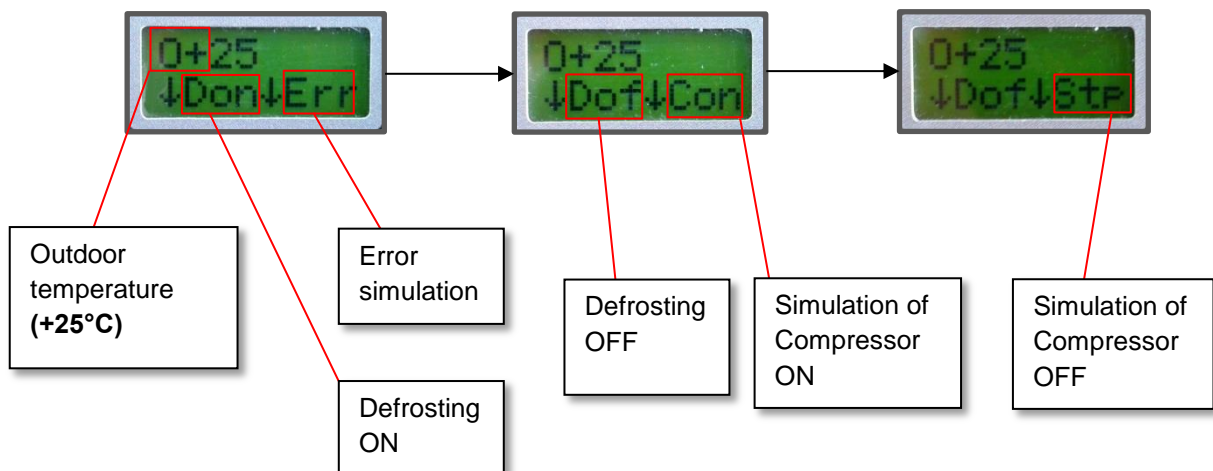 O+25
↓Don↓Err
O+25
↓Dof↓Con
O+25
↓Dof↓Stp
Outdoor
temperature
(+25°C)
Error
simulation
Defrosting
ON
Defrosting
OFF
Simulation of
Compressor
ON
Simulation of
Compressor
OFF